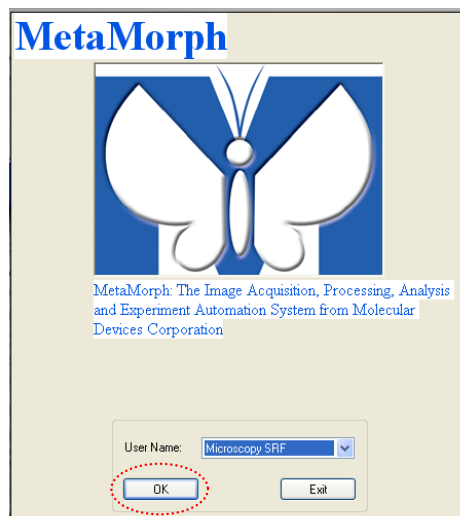 MetaMorph
MetaMorph: The Image Acquisition, Processing, Analysis
and Experiment Automation System from Molecular
Devices Corporation
User Name: Microscopy SRF
OK Exit